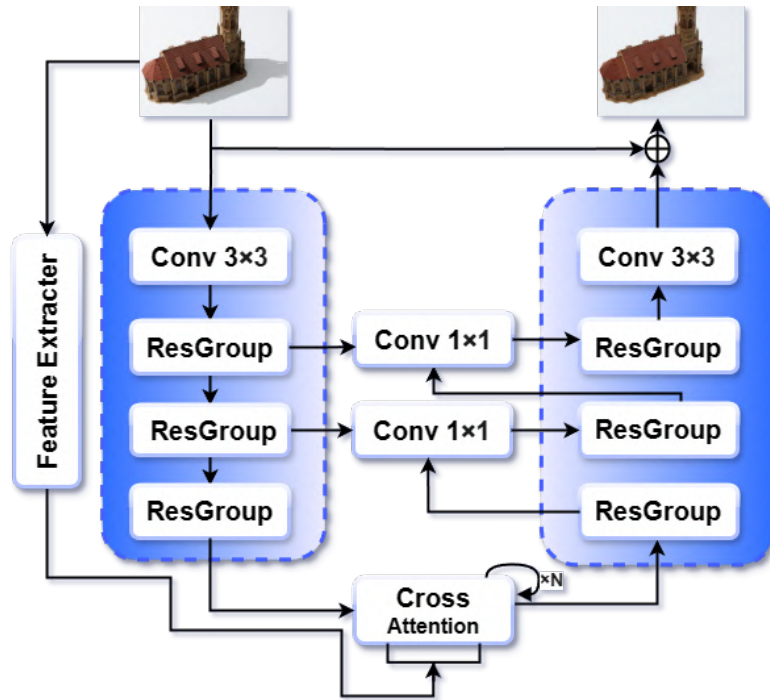 Feature Extracter
Conv 3×3
ResGroup
ResGroup
ResGroup
Conv 1×1
Conv 1×1
Cross
Attention
×N
Conv 3×3
ResGroup
ResGroup
ResGroup